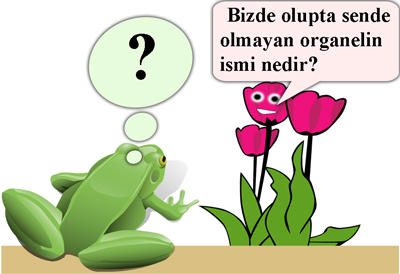 ?
Bizde olupta sende
olmayan organelin
ismi nedir?